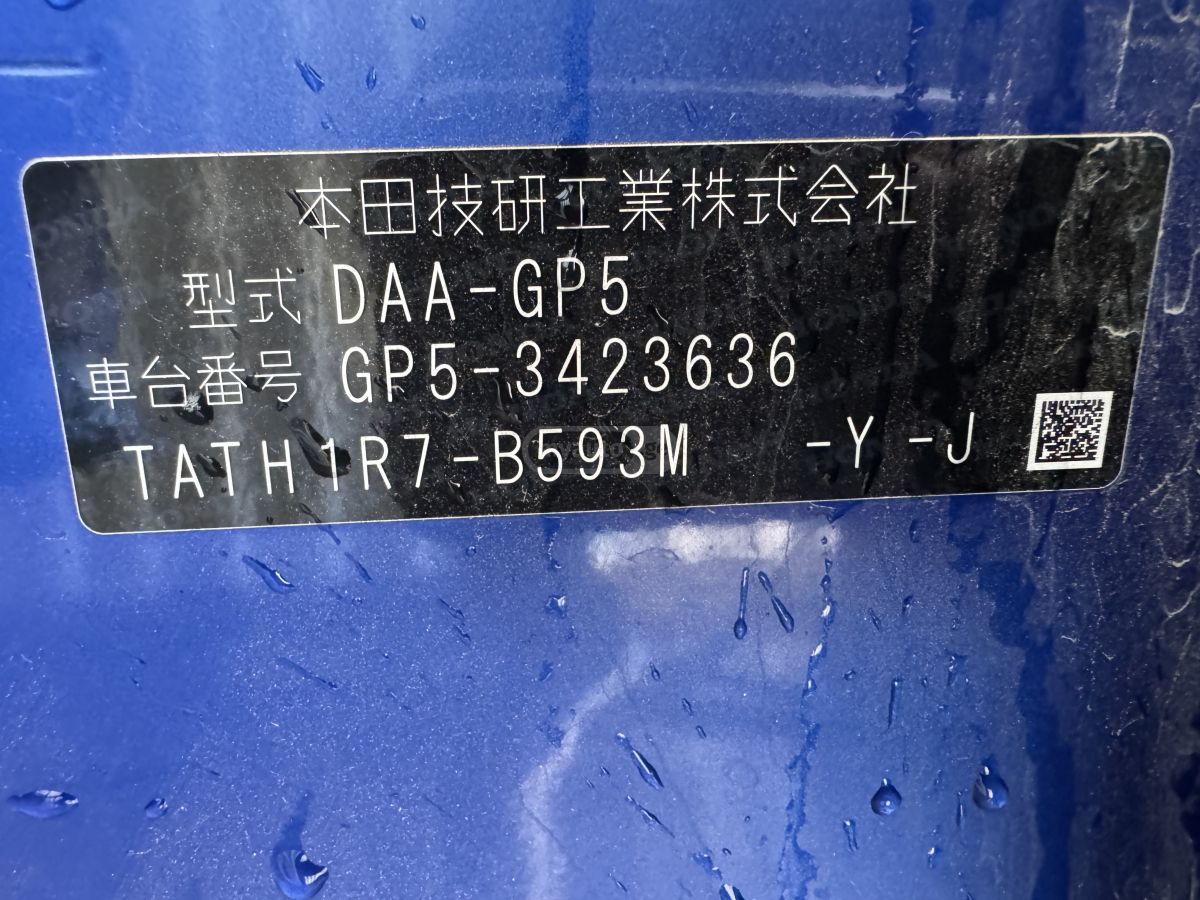 本田技研工業株式会社
型式 DAA-GP5
車台番号 GP5-3423636
TATH1R7-B593M -Y -J